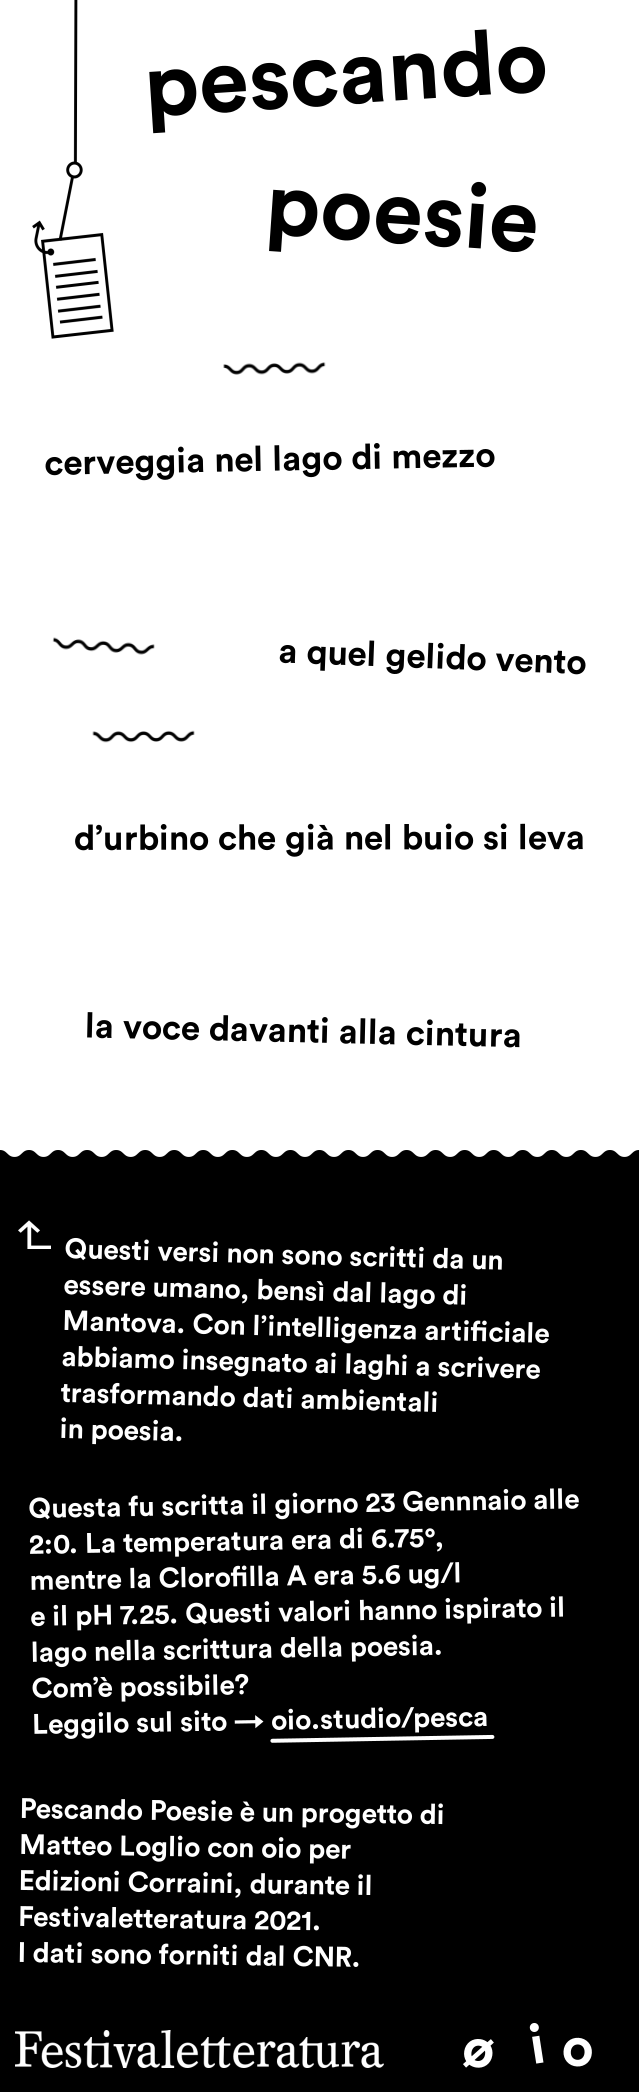 pescando
poesie
cerveggia nel lago di mezzo
a quel gelido vento
d’urbino che già nel buio si leva
la voce davanti alla cintura
Questi versi non sono scritti da un
essere umano, bensì dal lago di
Mantova. Con l’intelligenza artificiale
abbiamo insegnato ai laghi a scrivere
trasformando dati ambientali
in poesia.
Questa fu scritta il giorno 23 Gennnaio alle
2:0. La temperatura era di 6.75°,
mentre la Clorofilla A era 5.6 ug/l
e il pH 7.25. Questi valori hanno ispirato il
lago nella scrittura della poesia.
Com’è possibile?
Leggilo sul sito → oio.studio/pesca
Pescando Poesie è un progetto di
Matteo Loglio con oio per
Edizioni Corraini, durante il
Festivaletteratura 2021.
I dati sono forniti dal CNR.
Festivaletteratura ø i o